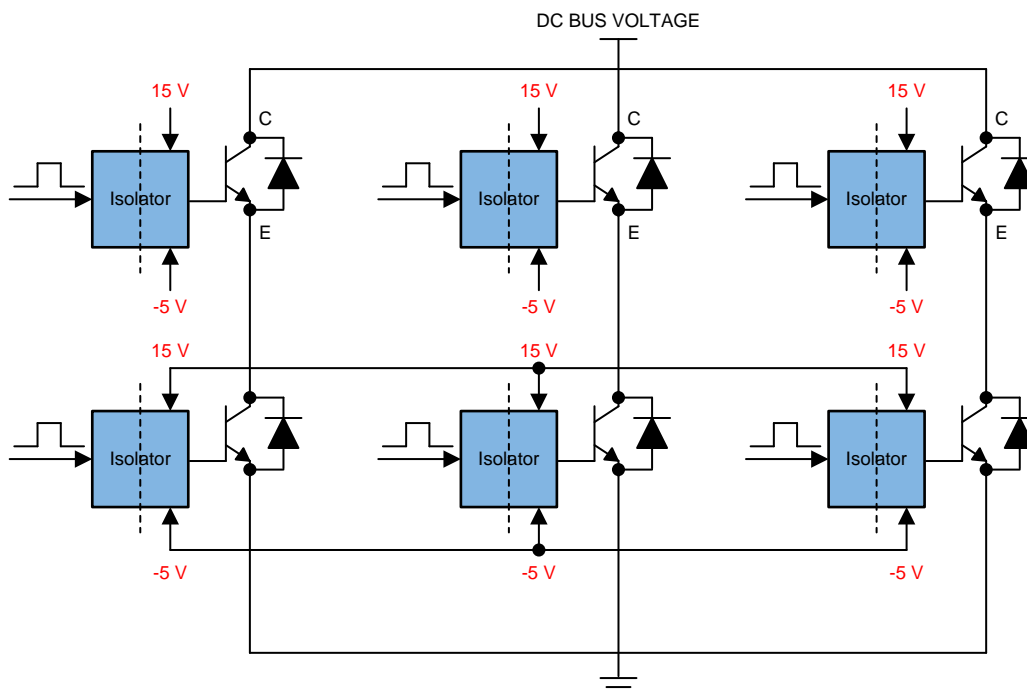 DC BUS VOLTAGE
15 V
15 V
15 V
C
C
C
Isolator
Isolator
Isolator
E
E
E
-5 V
-5 V
-5 V
15 V
15 V
15 V
Isolator
Isolator
Isolator
-5 V
-5 V
-5 V